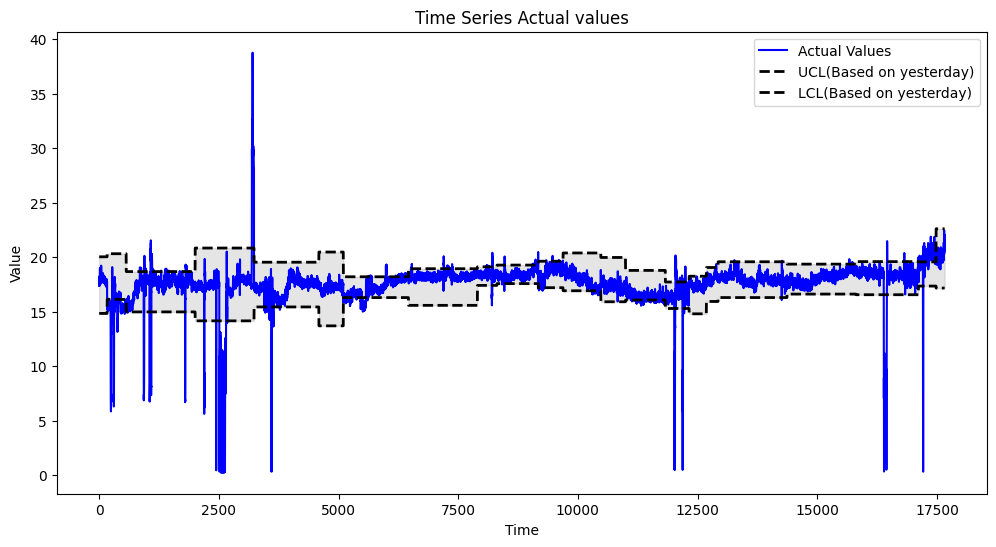 Time Series Actual values
Actual Values
UCL(Based on yesterday)
LCL(Based on yesterday)
Value
40
35
30
25
20
15
10
5
0
0 2500 5000 7500 10000 12500 15000 17500
Time